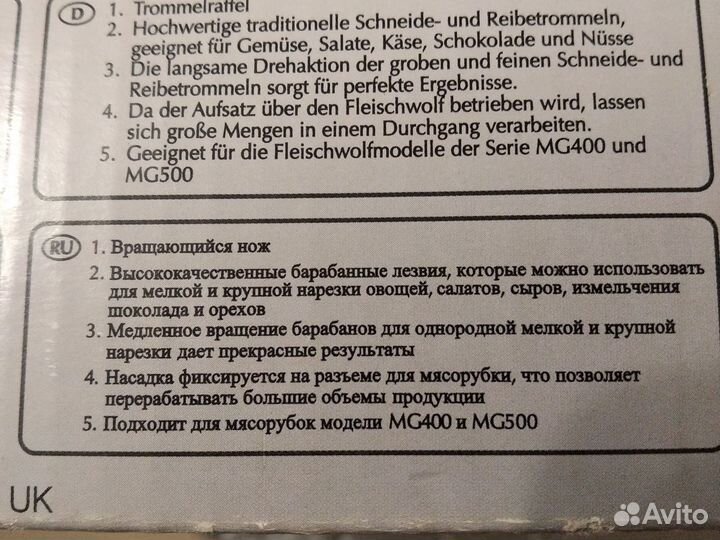 D 1. Trommelraffel
2. Hochwertige traditionelle Schneide- und Reibetrommeln,
geeignet für Gemüse, Salate, Käse, Schokolade und Nüsse
3. Die langsame Drehaktion der groben und feinen Schneide- und
Reibetrommeln sorgt für perfekte Ergebnisse.
4. Da der Aufsatz über den Fleischwolf betrieben wird, lassen
sich große Mengen in einem Durchgang verarbeiten.
5. Geeignet für die Fleischwolfmodelle der Serie MG400 und
MG500
RU 1. Вращающийся нож
2. Высококачественные барабанные лезвия, которые можно использовать
для мелкой и крупной нарезки овощей, салатов, сыров, измельчения
шоколада и орехов
3. Медленное вращение барабанов для однородной мелкой и крупной
нарезки дает прекрасные результаты
4. Насадка фиксируется на разъеме для мясорубки, что позволяет
перерабатывать большие объемы продукции
5. Подходит для мясорубок модели MG400 и MG500
UK
Avito